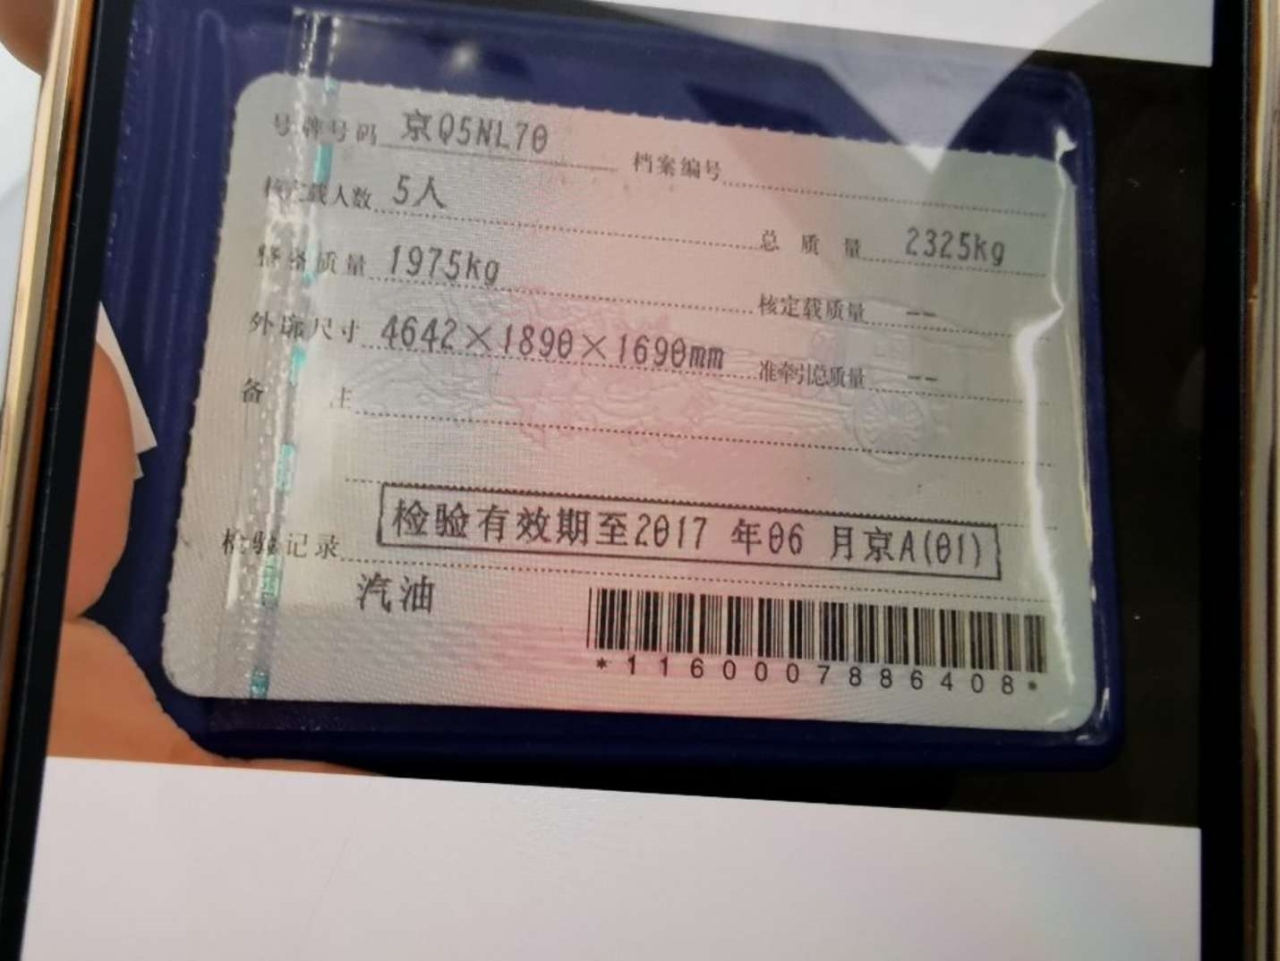 号牌号码 京Q5NL70 档案编号
核定载人数 5人 总质量 2325kg
整备质量 1975kg 核定载质量 --
外廓尺寸 4642×1890×1690mm 准牵引总质量 --
备注
检验记录 检验有效期至2017 年06 月京A(01)
汽油
*1160007886408*